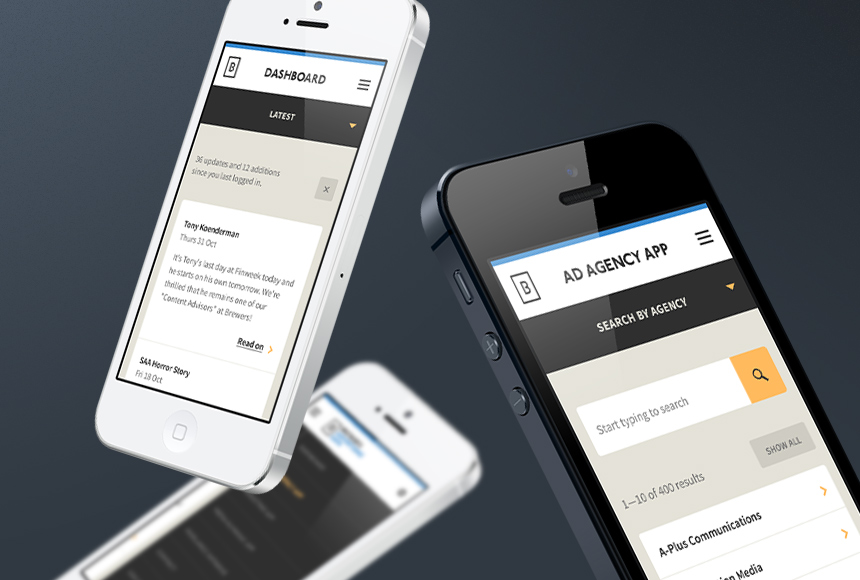 B
DASHBOARD
LATEST
36 updates and 12 additions
since you last logged in.
Tony Koenderman
Thurs 31 Oct
It's Tony's last day at Finweek today and
he starts on his own tomorrow. We're
thrilled that he remains one of our
"Content Advisors" at Brewers!
Read on
SAA Horror Story
Fri 18 Oct
B
AD AGENCY APP
SEARCH BY AGENCY
Start typing to search
SHOW ALL
1—10 of 400 results
A-Plus Communications
Media